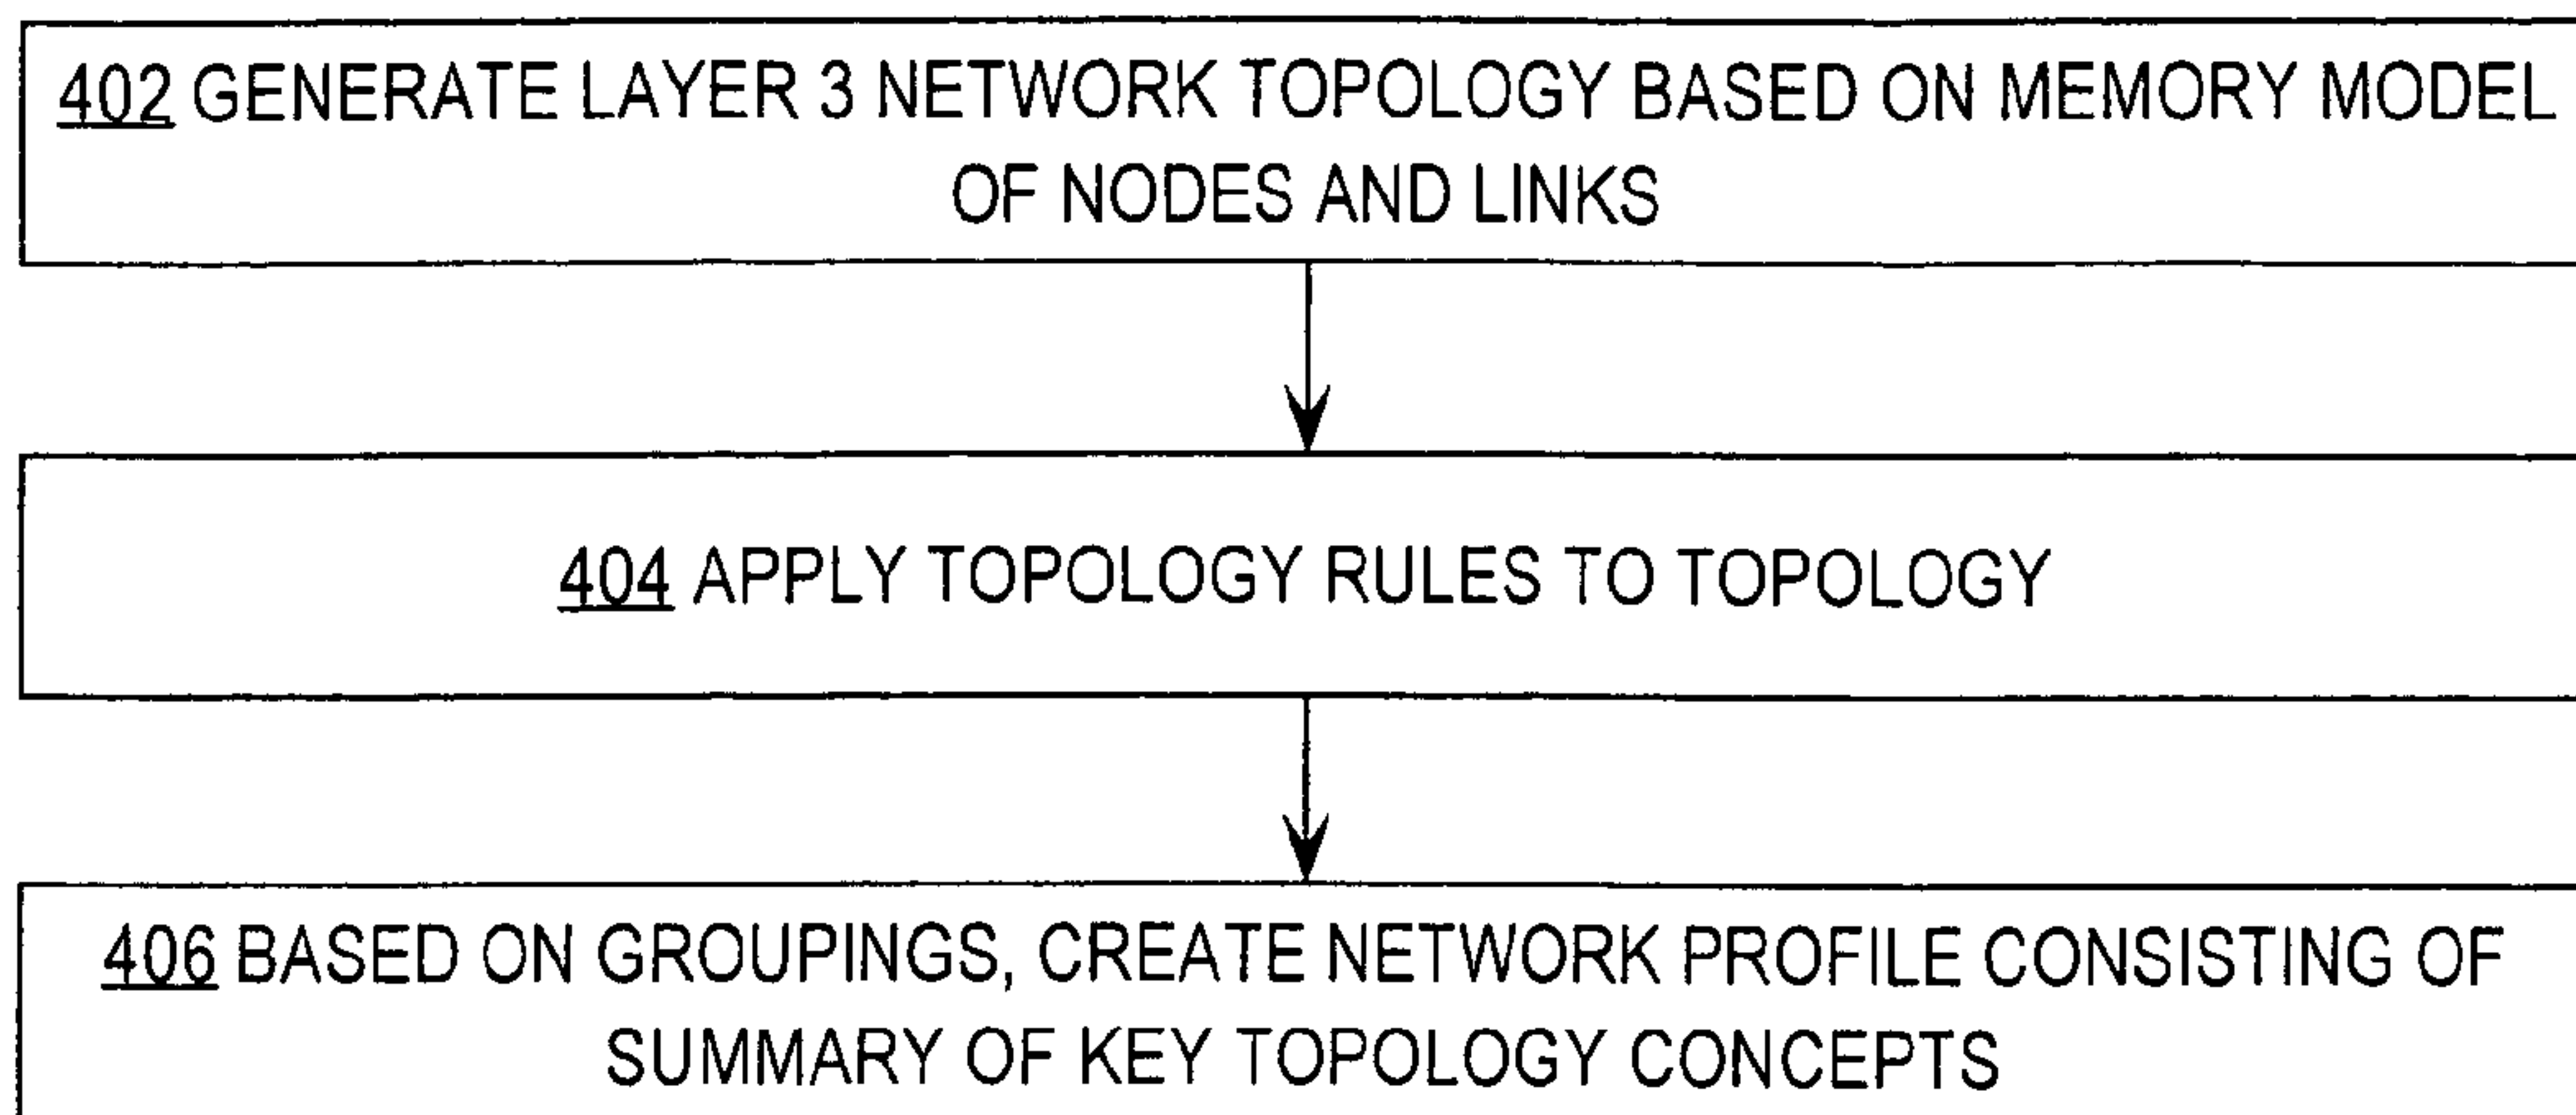 402 GENERATE LAYER 3 NETWORK TOPOLOGY BASED ON MEMORY MODEL
OF NODES AND LINKS
404 APPLY TOPOLOGY RULES TO TOPOLOGY
406 BASED ON GROUPINGS, CREATE NETWORK PROFILE CONSISTING OF
SUMMARY OF KEY TOPOLOGY CONCEPTS